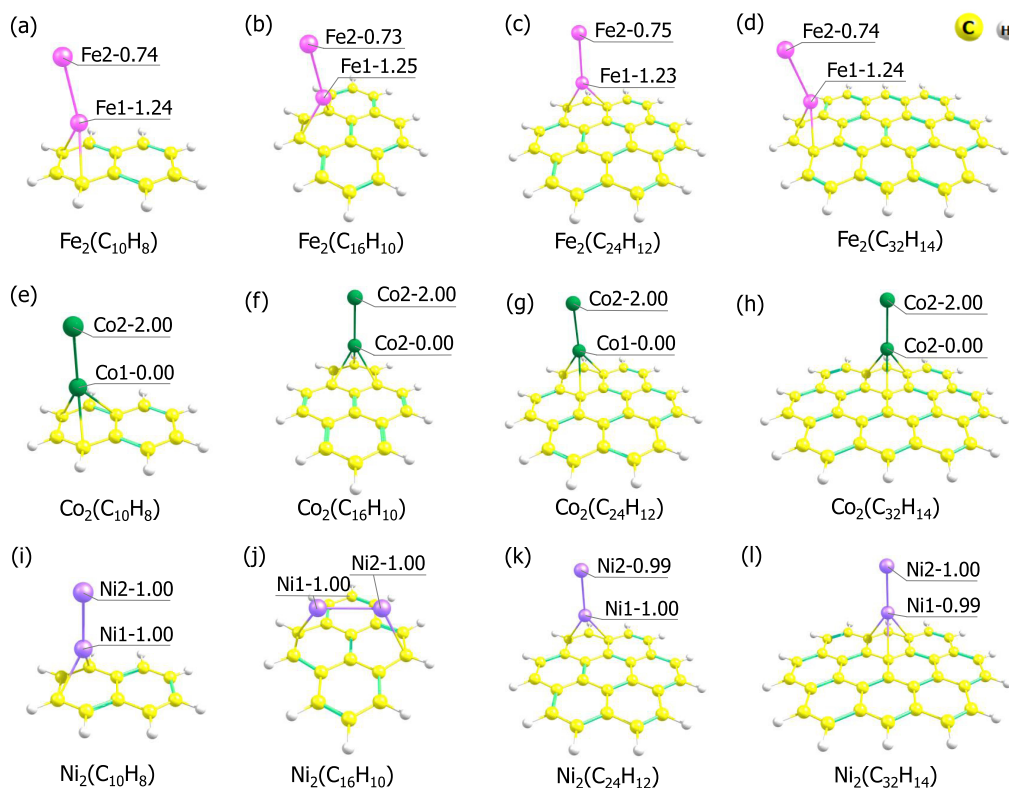 (a)
Fe2-0.74
Fe1-1.24
Fe₂(C₁₀H₈)
(b)
Fe2-0.73
Fe1-1.25
Fe₂(C₁₆H₁₀)
(c)
Fe2-0.75
Fe1-1.23
Fe₂(C₂₄H₁₂)
(d)
Fe2-0.74
Fe1-1.24
Fe₂(C₃₂H₁₄)
C
H
(e)
Co2-2.00
Co1-0.00
Co₂(C₁₀H₈)
(f)
Co2-2.00
Co2-0.00
Co₂(C₁₆H₁₀)
(g)
Co2-2.00
Co1-0.00
Co₂(C₂₄H₁₂)
(h)
Co2-2.00
Co2-0.00
Co₂(C₃₂H₁₄)
(i)
Ni2-1.00
Ni1-1.00
Ni₂(C₁₀H₈)
(j)
Ni2-1.00
Ni1-1.00
Ni₂(C₁₆H₁₀)
(k)
Ni2-0.99
Ni1-1.00
Ni₂(C₂₄H₁₂)
(l)
Ni2-1.00
Ni1-0.99
Ni₂(C₃₂H₁₄)